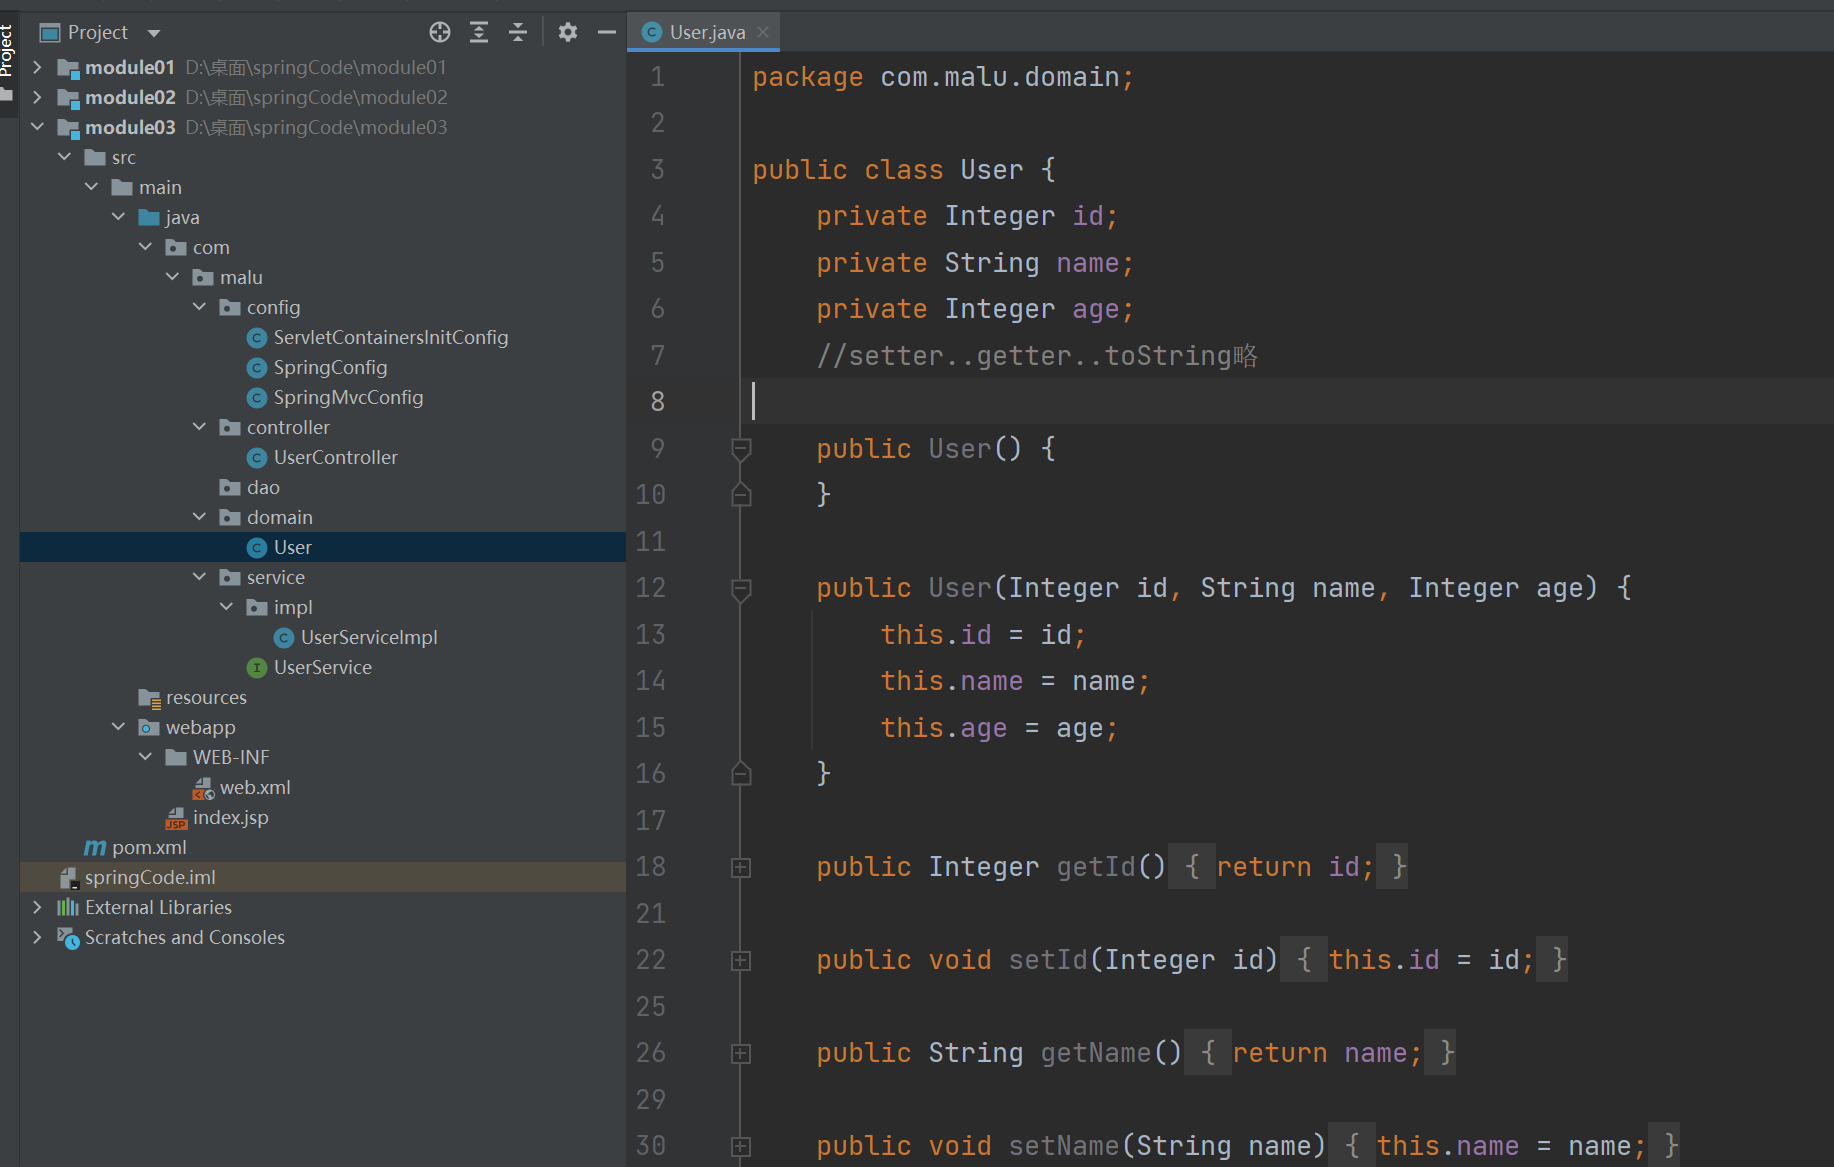 Project
Project
module01 D:\桌面\springCode\module01
module02 D:\桌面\springCode\module02
module03 D:\桌面\springCode\module03
src
main
java
com
malu
config
ServletContainersInitConfig
SpringConfig
SpringMvcConfig
controller
UserController
dao
domain
User
service
impl
UserServiceImpl
UserService
resources
webapp
WEB-INF
web.xml
index.jsp
pom.xml
springCode.iml
External Libraries
Scratches and Consoles
User.java
1 package com.malu.domain;
2
3 public class User {
4 private Integer id;
5 private String name;
6 private Integer age;
7 //setter..getter..toString略
8
9 public User() {
10 }
11
12 public User(Integer id, String name, Integer age) {
13 this.id = id;
14 this.name = name;
15 this.age = age;
16 }
17
18 public Integer getId() { return id; }
21
22 public void setId(Integer id) { this.id = id; }
25
26 public String getName() { return name; }
29
30 public void setName(String name) { this.name = name; }